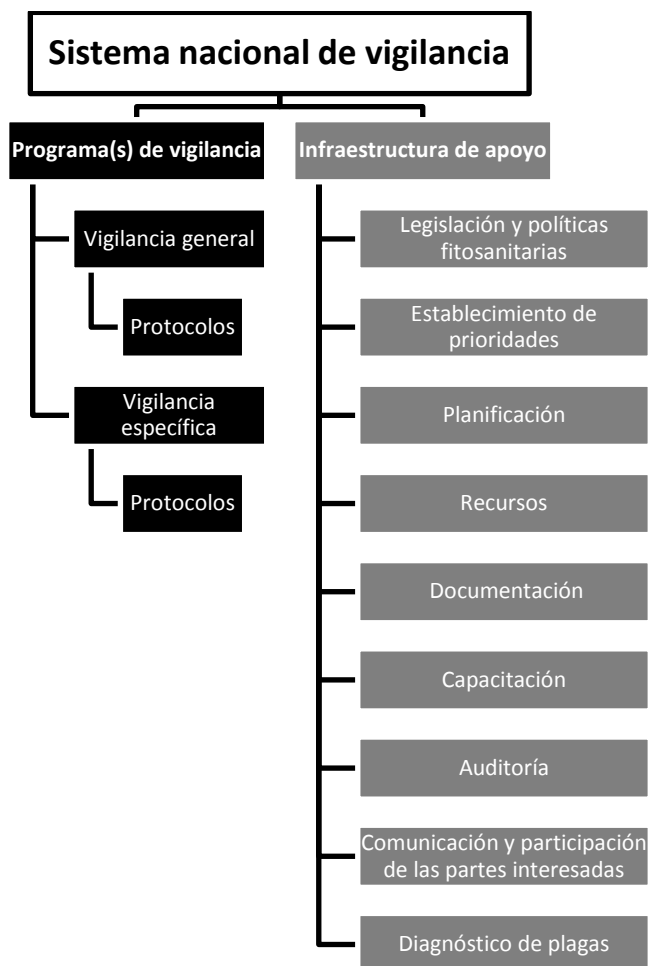 Sistema nacional de vigilancia
Programa(s) de vigilancia
Vigilancia general
Protocolos
Vigilancia
específica
Protocolos
Infraestructura de apoyo
Legislación y políticas
fitosanitarias
Establecimiento de
prioridades
Planificación
Recursos
Documentación
Capacitación
Auditoría
Comunicación y participación
de las partes interesadas
Diagnóstico de plagas